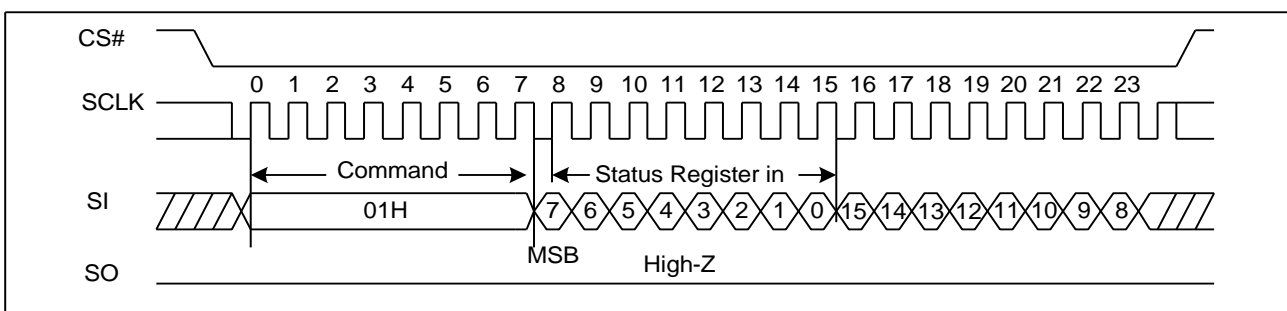 CS#
0 1 2 3 4 5 6 7 8 9 10 11 12 13 14 15 16 17 18 19 20 21 22 23
SCLK
Command Status Register in
SI 01H 7 6 5 4 3 2 1 0 15 14 13 12 11 10 9 8
MSB High-Z
SO